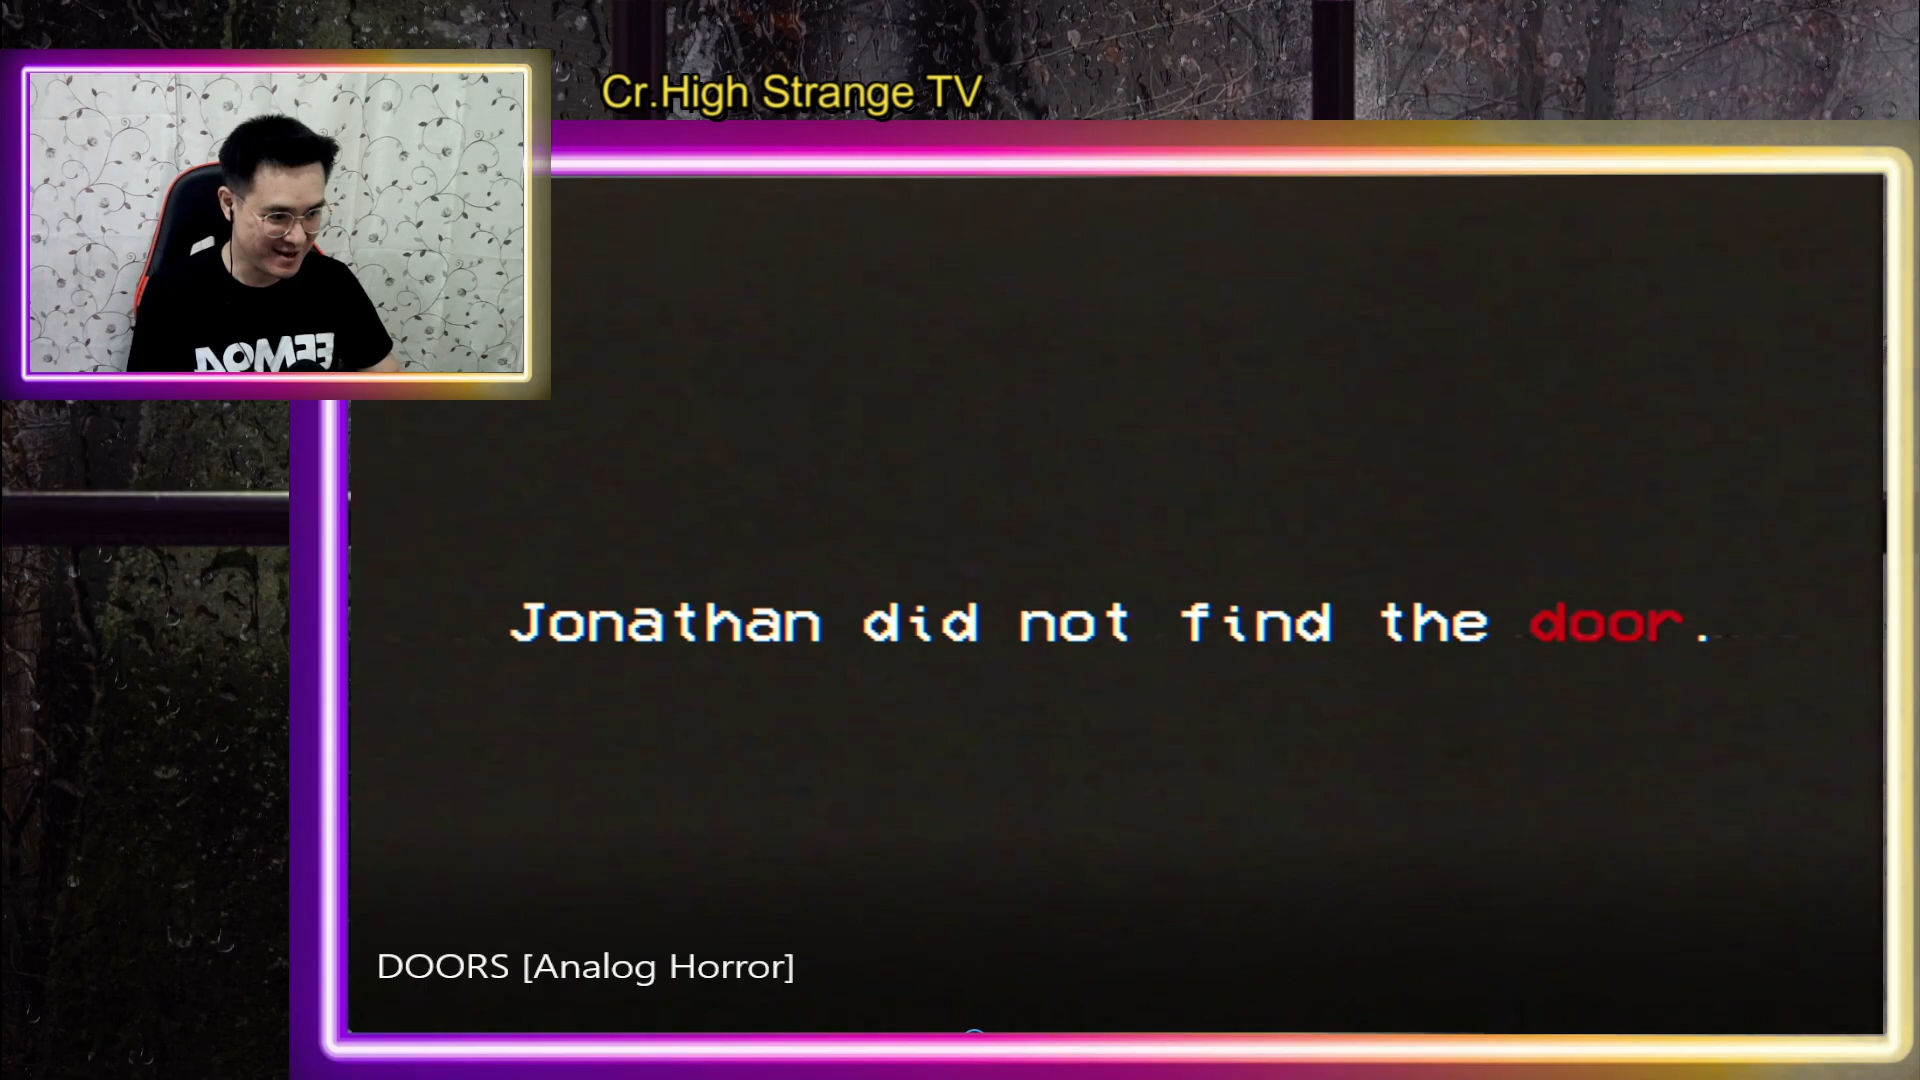 Cr.High Strange TV
Jonathan did not find the door.
DOORS [Analog Horror]